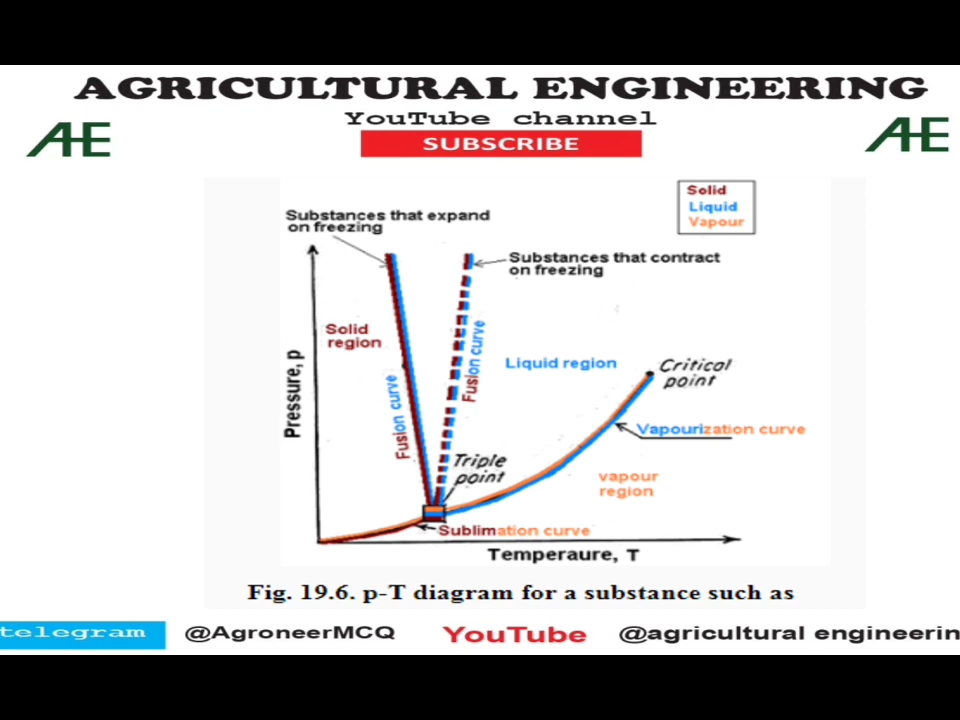 AGRICULTURAL ENGINEERING
YouTube channel
SUBSCRIBE
AE
AE
Solid
Liquid
Vapour
Substances that expand
on freezing
Substances that contract
on freezing
Solid
region
Pressure, p
Fusion curve
Fusion curve
Liquid region
Critical
point
Vapourization curve
Triple
point
vapour
region
Sublimation curve
Temperaure, T
Fig. 19.6. p-T diagram for a substance such as
telegram
@AgroneerMCQ
YouTube
@agricultural engineerin